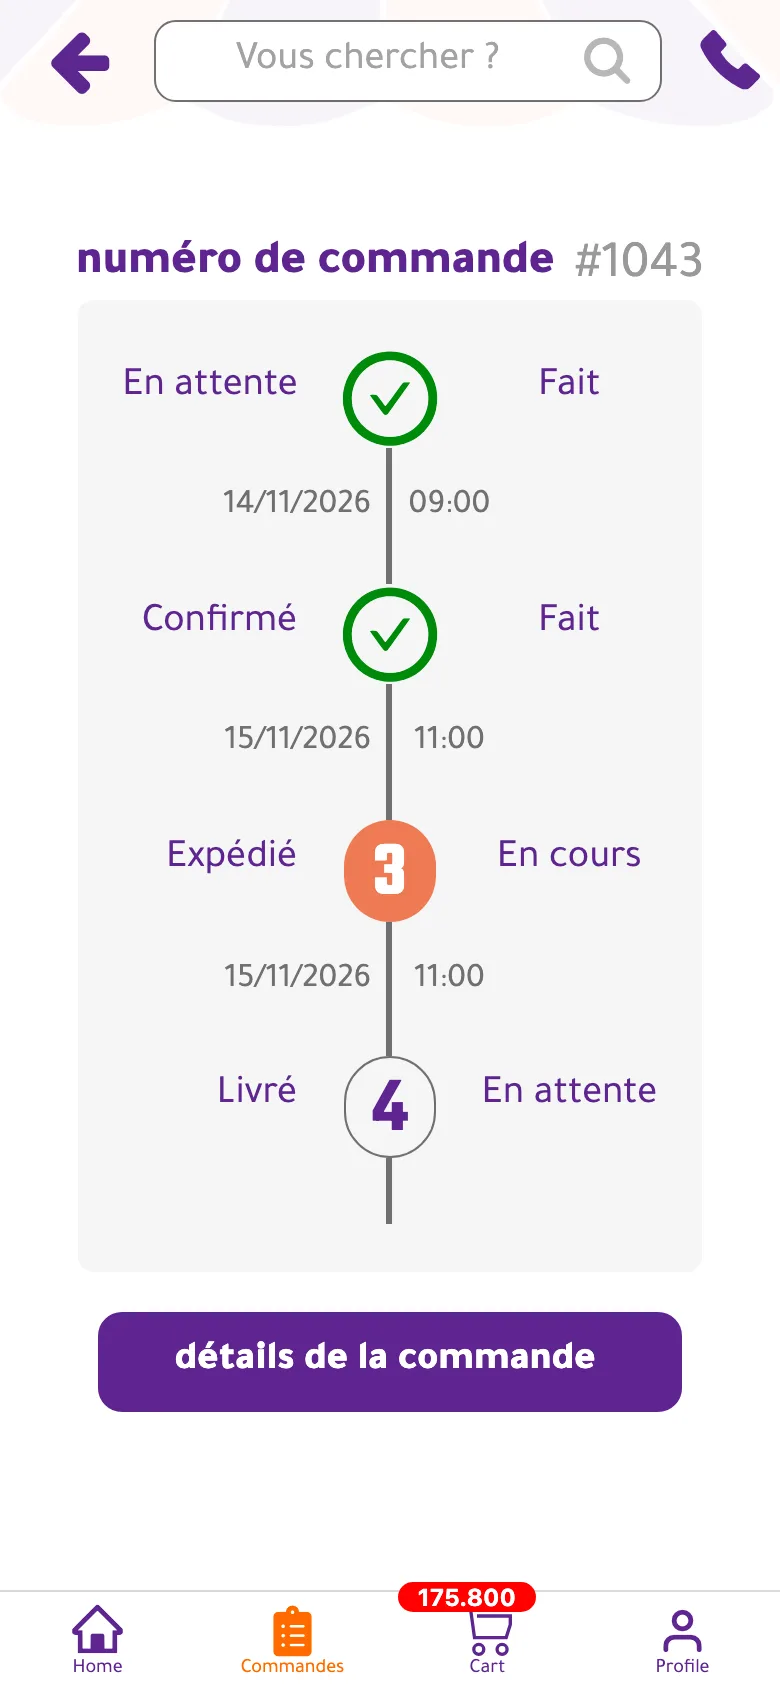 Vous chercher ?
numéro de commande #1043
En attente Fait
14/11/2026 09:00
Confirmé Fait
15/11/2026 11:00
Expédié 3 En cours
15/11/2026 11:00
Livré 4 En attente
détails de la commande
175.800
Home Commandes Cart Profile